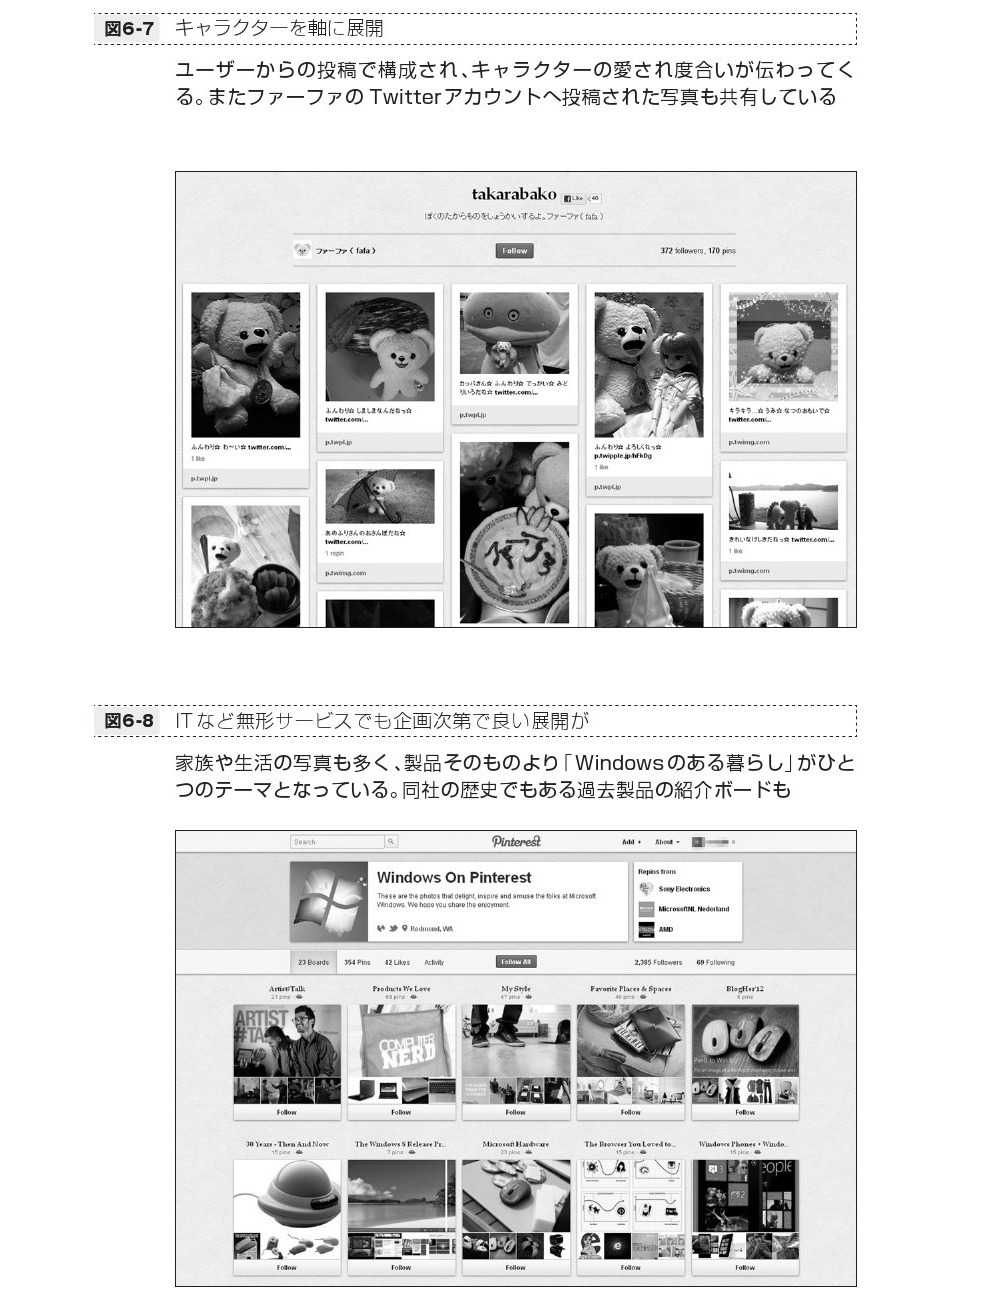 図6-7 キャラクターを軸に展開
ユーザーからの投稿で構成され、キャラクターの愛され度合いが伝わってく
る。またファーファの Twitterアカウントへ投稿された写真も共有している
takarabako
Like 40
ぼくのたからものをしょうかいするよ。ファーファ( fafa )
ファーファ ( fafa ) Follow 372 followers, 170 pins
ふんわり☆ わ〜い☆ twitter.com/...
1 like
p.twpl.jp
ふんわり☆ しましまなんだねっ☆
twitter.com/...
p.twpl.jp
あめふりさんのおさんぽだね☆
twitter.com/...
1 repin
p.twimg.com
カッパさん☆ ふんわり☆ でっかい☆ みど
りいろだね☆ twitter.com/...
p.twpl.jp
ふんわり☆ よろしくねっ☆
1 like
p.twpl.jp
キラキラ...☆ うみ☆ なつのおもいで☆
twitter.com/...
p.twimg.com
きれいなけしきだねっ☆ twitter.com/...
1 like
p.twimg.com
図6-8 ITなど無形サービスでも企画次第で良い展開が
家族や生活の写真も多く、製品そのものより「Windowsのある暮らし」がひと
つのテーマとなっている。同社の歴史でもある過去製品の紹介ボードも
Search Pinterest Add + About
Windows On Pinterest
These are the photos that delight, inspire and amuse the folks at Microsoft
Windows. We hope you share the enjoyment.
Redmond, WA
Repins from
Sony Electronics
MicrosoftNL Nederland
AMD
23 Boards 354 Pins 42 Likes Activity Follow All 2,385 Followers 69 Following
Artist/Talk Products We Love My Style Favorite Places & Spaces BlogHer'12
ARTIST
COMPUTER
NERD
Follow Follow Follow Follow Follow
30 Years - Then And Now The Windows 8 Release Pr... Microsoft Hardware The Browser You Loved to... Windows Phones + Windo...
15 pins 7 pins 23 pins 15 pins 16 pins
eople
Follow Follow Follow Follow Follow